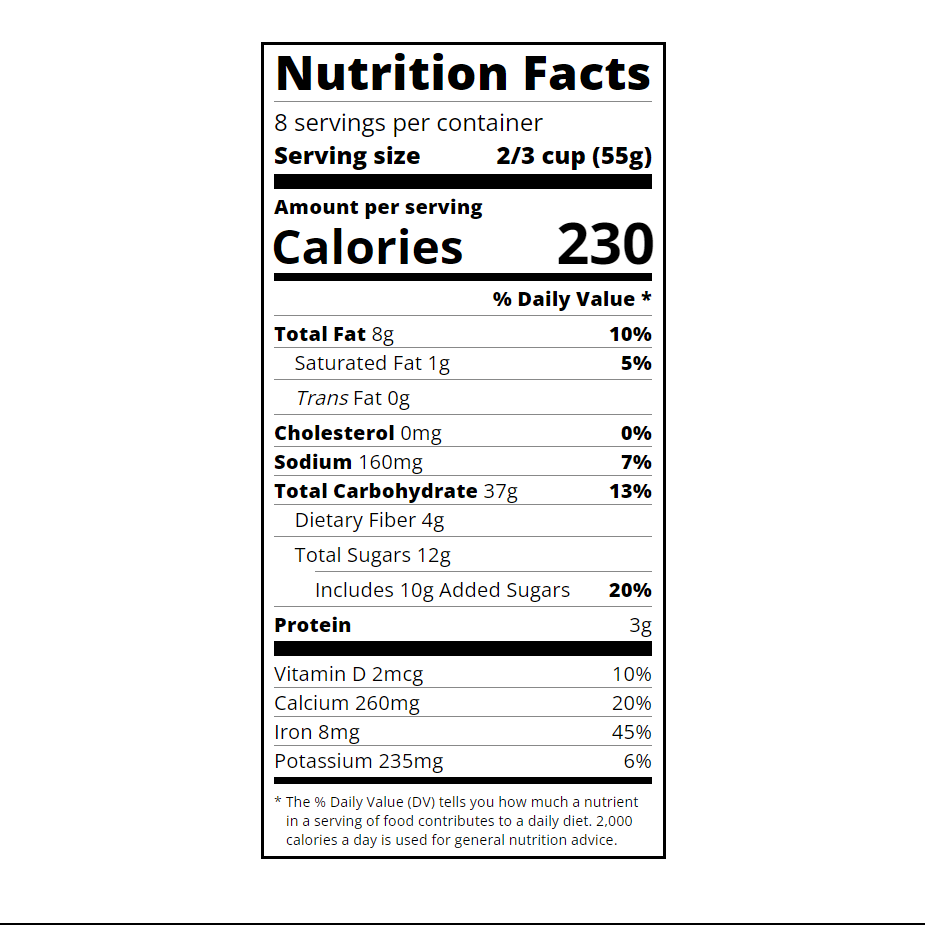 Nutrition Facts
8 servings per container
Serving size 2/3 cup (55g)
Amount per serving
Calories 230
% Daily Value *
Total Fat 8g 10%
Saturated Fat 1g 5%
Trans Fat 0g
Cholesterol 0mg 0%
Sodium 160mg 7%
Total Carbohydrate 37g 13%
Dietary Fiber 4g
Total Sugars 12g
Includes 10g Added Sugars 20%
Protein 3g
Vitamin D 2mcg 10%
Calcium 260mg 20%
Iron 8mg 45%
Potassium 235mg 6%
* The % Daily Value (DV) tells you how much a nutrient
in a serving of food contributes to a daily diet. 2,000
calories a day is used for general nutrition advice.